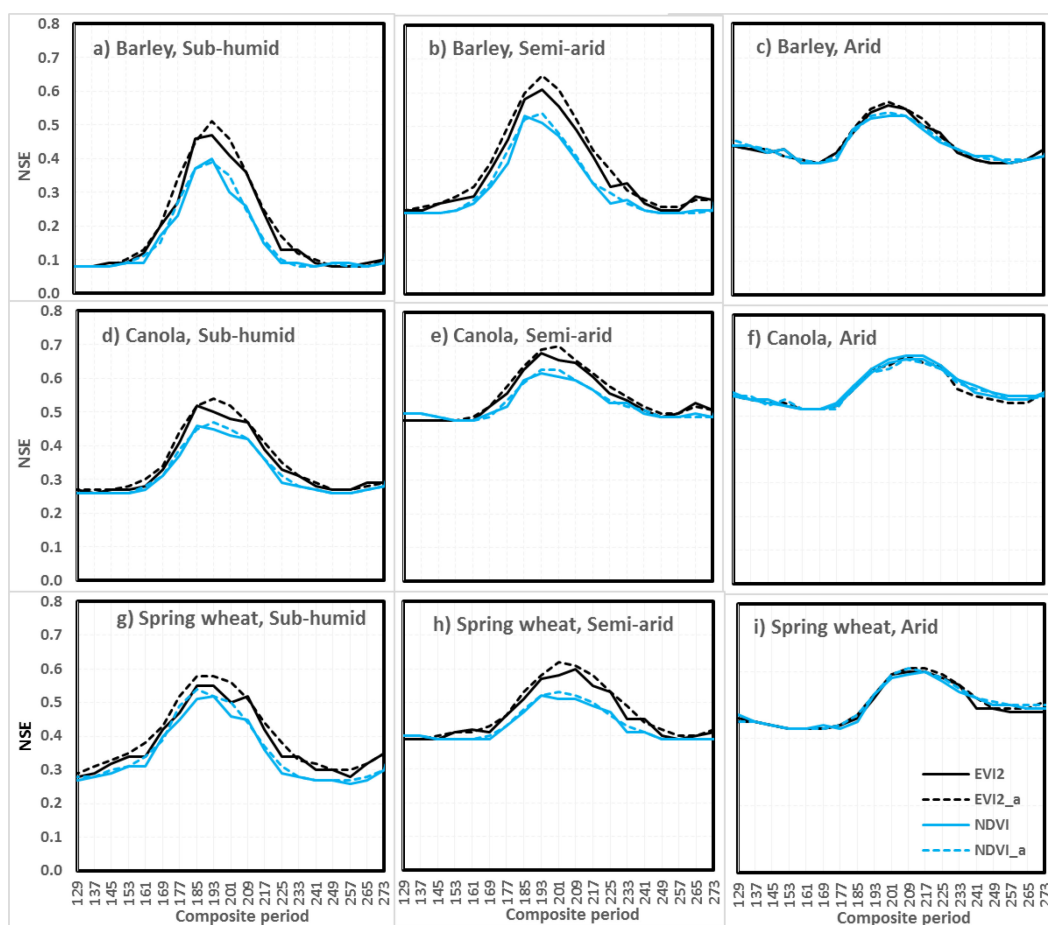 0.8
0.7
0.6
0.5
0.4
0.3
0.2
0.1
0.0
NSE
a) Barley, Sub-humid
b) Barley, Semi-arid
c) Barley, Arid
0.8
0.7
0.6
0.5
0.4
0.3
0.2
0.1
0.0
NSE
d) Canola, Sub-humid
e) Canola, Semi-arid
f) Canola, Arid
0.8
0.7
0.6
0.5
0.4
0.3
0.2
0.1
0.0
NSE
g) Spring wheat, Sub-humid
h) Spring wheat, Semi-arid
i) Spring wheat, Arid
EVI2
EVI2_a
NDVI
NDVI_a
129 137 145 153 161 169 177 185 193 201 209 217 225 233 241 249 257 265 273
129 137 145 153 161 169 177 185 193 201 209 217 225 233 241 249 257 265 273
129 137 145 153 161 169 177 185 193 201 209 217 225 233 241 249 257 265 273
Composite period
Composite period
Composite period